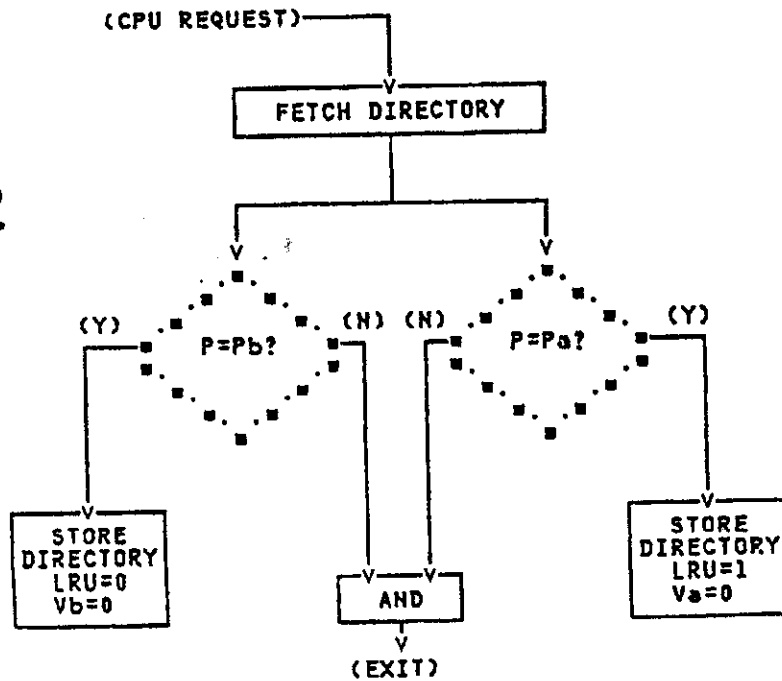 (CPU REQUEST)
FETCH DIRECTORY
(Y)
P=Pb?
(N)
(N)
P=Pa?
(Y)
STORE
DIRECTORY
LRU=0
Vb=0
AND
(EXIT)
STORE
DIRECTORY
LRU=1
Va=0